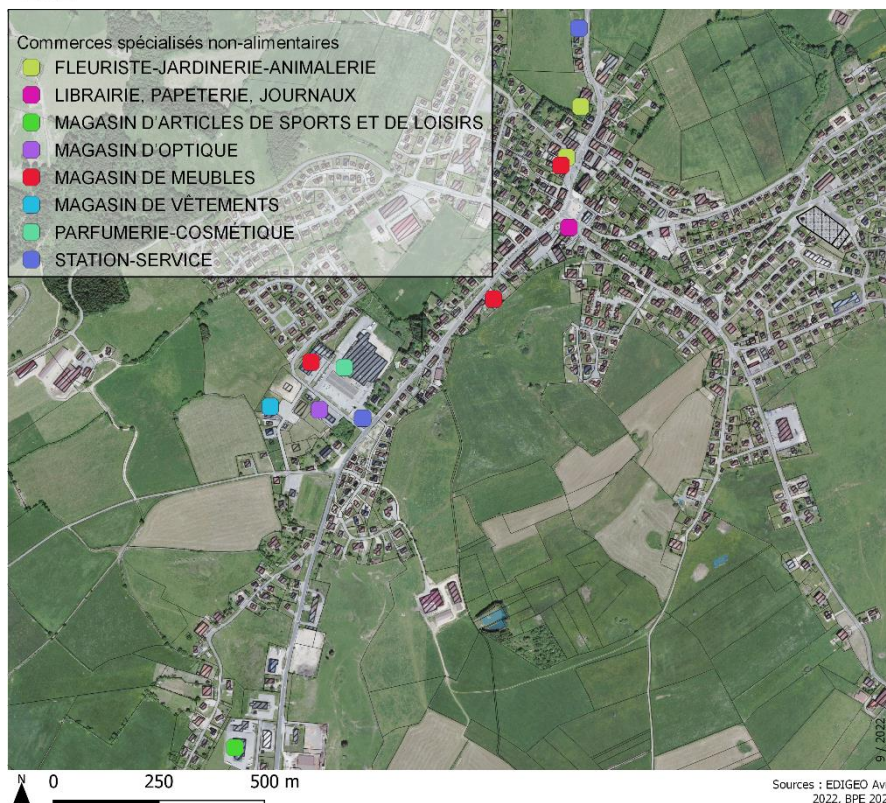 Commerces spécialisés non-alimentaires
FLEURISTE-JARDINERIE-ANIMALERIE
LIBRAIRIE, PAPETERIE, JOURNAUX
MAGASIN D'ARTICLES DE SPORTS ET DE LOISIRS
MAGASIN D'OPTIQUE
MAGASIN DE MEUBLES
MAGASIN DE VÊTEMENTS
PARFUMERIE-COSMÉTIQUE
STATION-SERVICE
9 / 2022
N 0 250 500 m
Sources : EDIGEO Av
2022, BPE 202